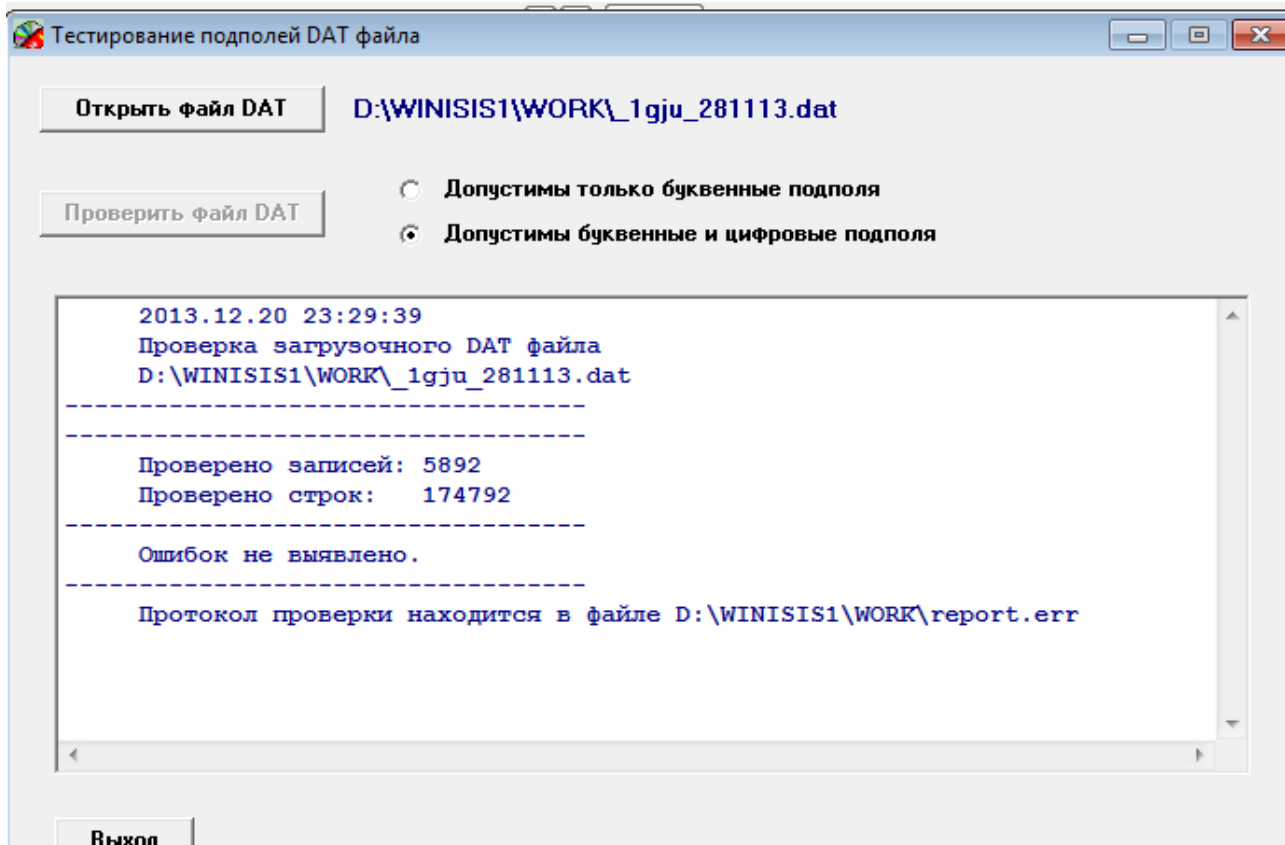 Тестирование подполей DAT файла
Открыть файл DAT
D:\WINISIS1\WORK\_1gju_281113.dat
Проверить файл DAT
Допустимы только буквенные подполя
Допустимы буквенные и цифровые подполя
2013.12.20 23:29:39
Проверка загрузочного DAT файла
D:\WINISIS1\WORK\_1gju_281113.dat
-----------------------------------
-----------------------------------
Проверено записей: 5892
Проверено строк: 174792
-----------------------------------
Ошибок не выявлено.
-----------------------------------
Протокол проверки находится в файле D:\WINISIS1\WORK\report.err
Выход